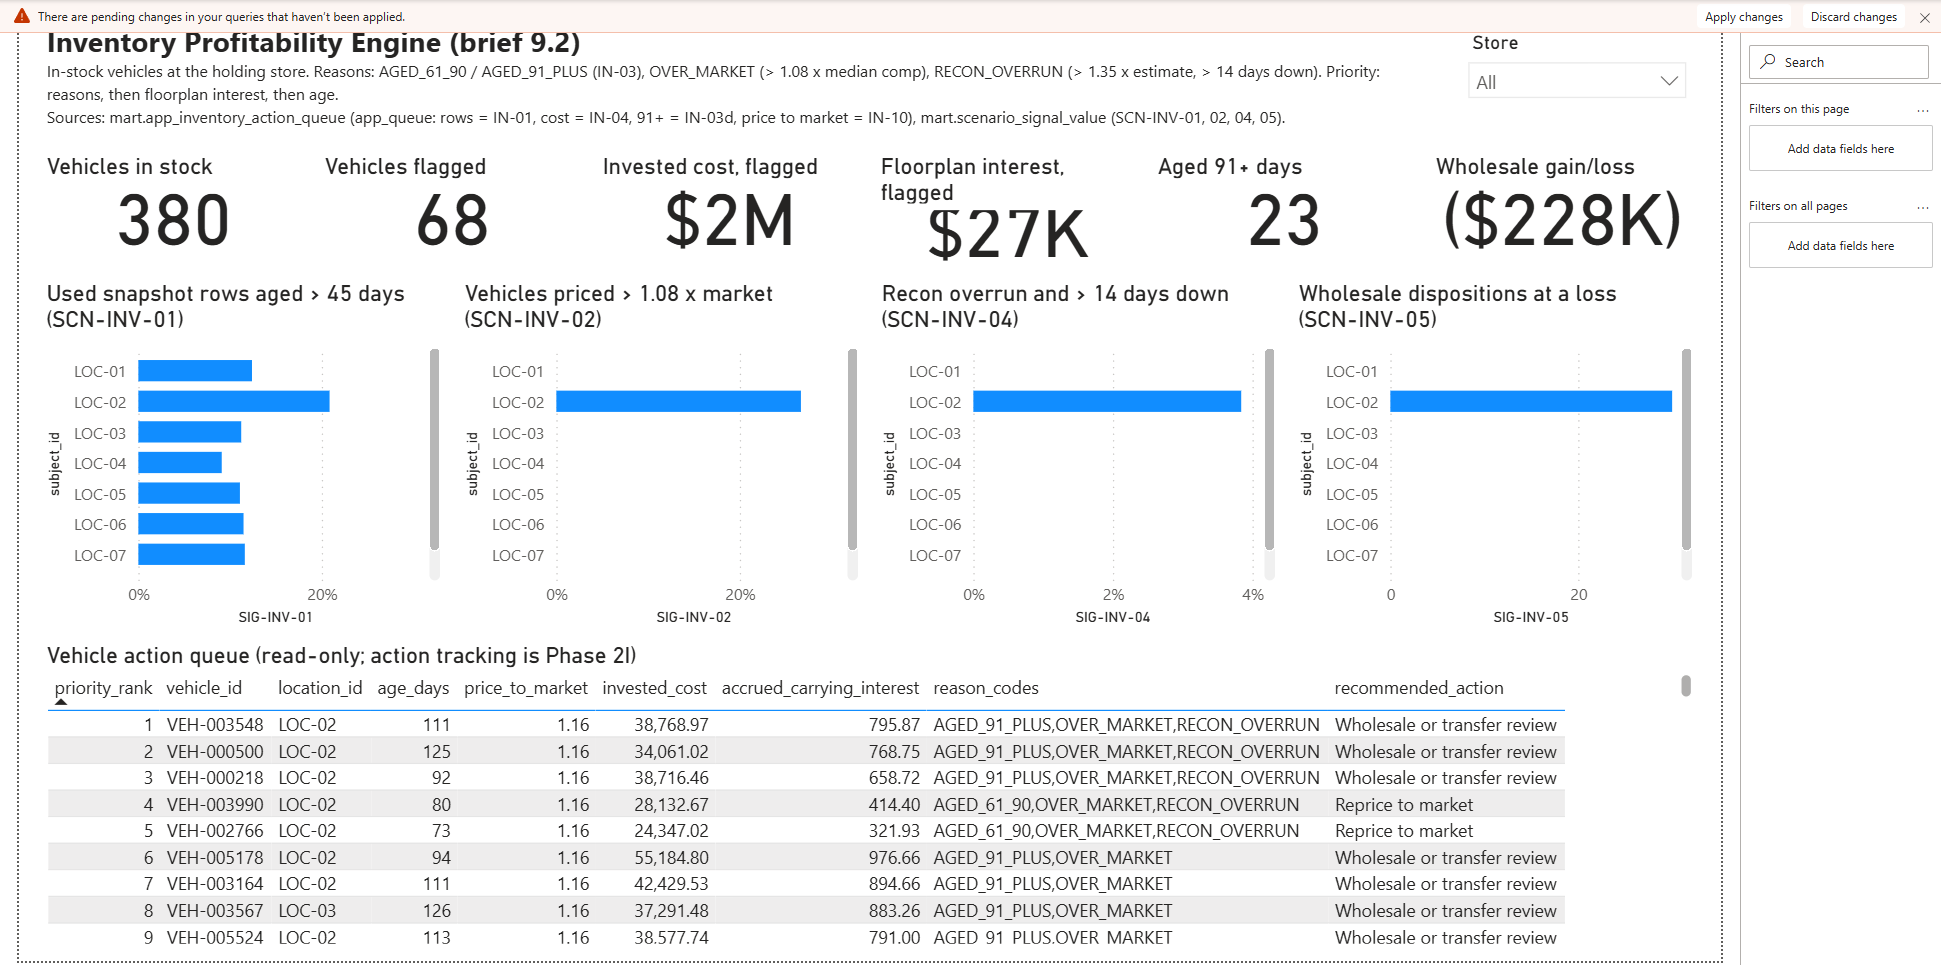 There are pending changes in your queries that haven't been applied.
Apply changes
Discard changes
Inventory Profitability Engine (brief 9.2)
In-stock vehicles at the holding store. Reasons: AGED_61_90 / AGED_91_PLUS (IN-03), OVER_MARKET (> 1.08 x median comp), RECON_OVERRUN (> 1.35 x estimate, > 14 days down). Priority:
reasons, then floorplan interest, then age.
Sources: mart.app_inventory_action_queue (app_queue: rows = IN-01, cost = IN-04, 91+ = IN-03d, price to market = IN-10), mart.scenario_signal_value (SCN-INV-01, 02, 04, 05).
Store
All
Search
Filters on this page
...
Add data fields here
Filters on all pages
...
Add data fields here
Vehicles in stock
380
Vehicles flagged
68
Invested cost, flagged
$2M
Floorplan interest,
flagged
$27K
Aged 91+ days
23
Wholesale gain/loss
($228K)
Used snapshot rows aged > 45 days
(SCN-INV-01)
subject_id
LOC-01
LOC-02
LOC-03
LOC-04
LOC-05
LOC-06
LOC-07
0% 20%
SIG-INV-01
Vehicles priced > 1.08 x market
(SCN-INV-02)
subject_id
LOC-01
LOC-02
LOC-03
LOC-04
LOC-05
LOC-06
LOC-07
0% 20%
SIG-INV-02
Recon overrun and > 14 days down
(SCN-INV-04)
subject_id
LOC-01
LOC-02
LOC-03
LOC-04
LOC-05
LOC-06
LOC-07
0% 2% 4%
SIG-INV-04
Wholesale dispositions at a loss
(SCN-INV-05)
subject_id
LOC-01
LOC-02
LOC-03
LOC-04
LOC-05
LOC-06
LOC-07
0 20
SIG-INV-05
Vehicle action queue (read-only; action tracking is Phase 2I)
priority_rank vehicle_id location_id age_days price_to_market invested_cost accrued_carrying_interest reason_codes recommended_action
1 VEH-003548 LOC-02 111 1.16 38,768.97 795.87 AGED_91_PLUS,OVER_MARKET,RECON_OVERRUN Wholesale or transfer review
2 VEH-000500 LOC-02 125 1.16 34,061.02 768.75 AGED_91_PLUS,OVER_MARKET,RECON_OVERRUN Wholesale or transfer review
3 VEH-000218 LOC-02 92 1.16 38,716.46 658.72 AGED_91_PLUS,OVER_MARKET,RECON_OVERRUN Wholesale or transfer review
4 VEH-003990 LOC-02 80 1.16 28,132.67 414.40 AGED_61_90,OVER_MARKET,RECON_OVERRUN Reprice to market
5 VEH-002766 LOC-02 73 1.16 24,347.02 321.93 AGED_61_90,OVER_MARKET,RECON_OVERRUN Reprice to market
6 VEH-005178 LOC-02 94 1.16 55,184.80 976.66 AGED_91_PLUS,OVER_MARKET Wholesale or transfer review
7 VEH-003164 LOC-02 111 1.16 42,429.53 894.66 AGED_91_PLUS,OVER_MARKET Wholesale or transfer review
8 VEH-003567 LOC-03 126 1.16 37,291.48 883.26 AGED_91_PLUS,OVER_MARKET Wholesale or transfer review
9 VEH-005524 LOC-02 113 1.16 38,577.74 791.00 AGED_91_PLUS,OVER_MARKET Wholesale or transfer review